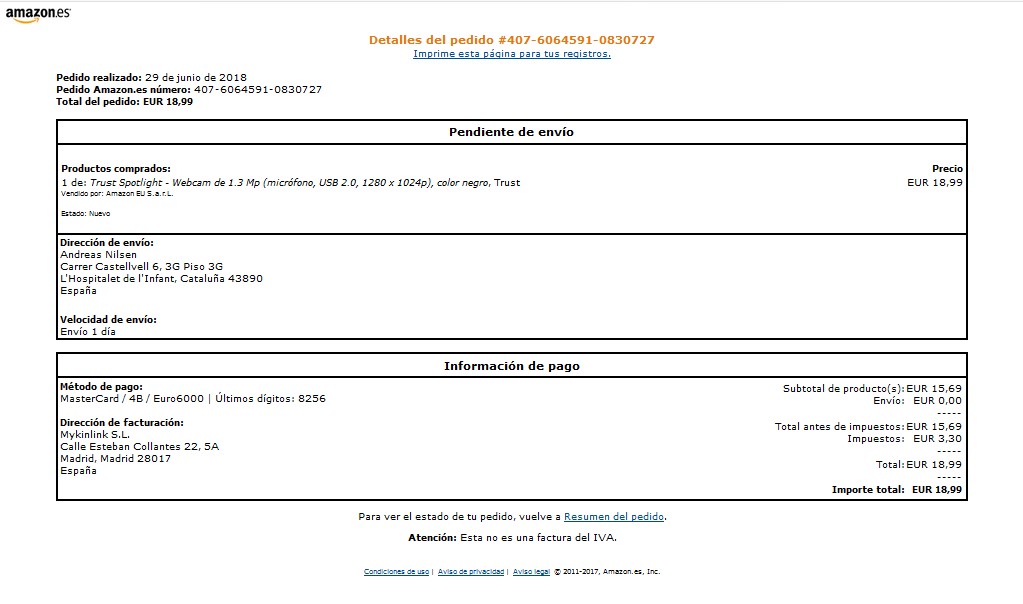 amazon.es
Detalles del pedido #407-6064591-0830727
Imprime esta página para tus registros.
Pedido realizado: 29 de junio de 2018
Pedido Amazon.es número: 407-6064591-0830727
Total del pedido: EUR 18,99
Pendiente de envío
Productos comprados: Precio
1 de: Trust Spotlight - Webcam de 1.3 Mp (micrófono, USB 2.0, 1280 x 1024p), color negro, Trust EUR 18,99
Vendido por: Amazon EU S.a.r.L.
Estado: Nuevo
Dirección de envío:
Andreas Nilsen
Carrer Castellvell 6, 3G Piso 3G
L'Hospitalet de l'Infant, Cataluña 43890
España
Velocidad de envío:
Envío 1 día
Información de pago
Método de pago:
MasterCard / 4B / Euro6000 | Últimos dígitos: 8256
Dirección de facturación:
Mykinlink S.L.
Calle Esteban Collantes 22, 5A
Madrid, Madrid 28017
España
Subtotal de producto(s): EUR 15,69
Envío: EUR 0,00
-----
Total antes de impuestos: EUR 15,69
Impuestos: EUR 3,30
-----
Total: EUR 18,99
-----
Importe total: EUR 18,99
Para ver el estado de tu pedido, vuelve a Resumen del pedido.
Atención: Esta no es una factura del IVA.
Condiciones de uso | Aviso de privacidad | Aviso legal © 2011-2017, Amazon.es, Inc.